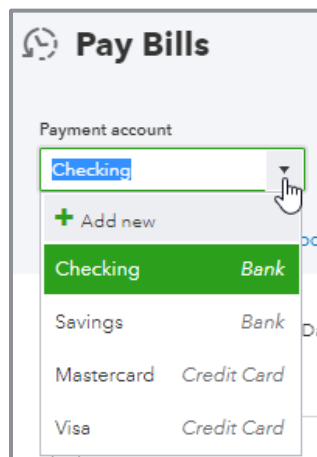 Pay Bills
Payment account
Checking
+ Add new
Checking Bank
Savings Bank
Mastercard Credit Card
Visa Credit Card